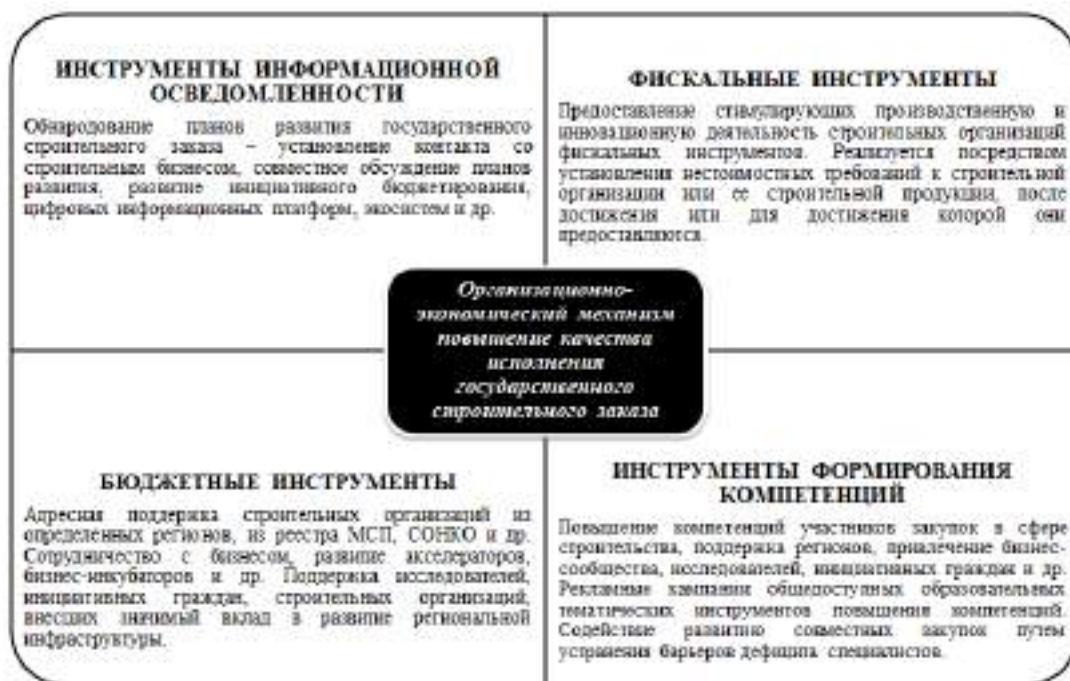 ИНСТРУМЕНТЫ ИНФОРМАЦИОННОЙ
ОСВЕДОМЛЕННОСТИ
Обнародование планов развития государственного
строительного заказа – установление контакта со
строительным бизнесом, совместное обсуждение планов
развития, развитие инициативного бюджетирования,
цифровых информационных платформ, экосистем и др.
ФИСКАЛЬНЫЕ ИНСТРУМЕНТЫ
Предоставление стимулирующих производственную и
инновационную деятельность строительных организаций
фискальных инструментов. Реализуется посредством
установления нестоимостных требований к строительной
организации или ее строительной продукции, после
достижения или для достижения которой они
предоставляются.
Организационно-
экономический механизм
повышение качества
исполнения
государственного
строительного заказа
БЮДЖЕТНЫЕ ИНСТРУМЕНТЫ
Адресная поддержка строительных организаций из
определенных регионов, из реестра МСП, СОНКО и др.
Сотрудничество с бизнесом, развитие акселераторов,
бизнес-инкубаторов и др. Поддержка исследователей,
инициативных граждан, строительных организаций,
внесших значимый вклад в развитие региональной
инфраструктуры.
ИНСТРУМЕНТЫ ФОРМИРОВАНИЯ
КОМПЕТЕНЦИЙ
Повышение компетенций участников закупок в сфере
строительства, поддержка регионов, привлечение бизнес-
сообщества, исследователей, инициативных граждан и др.
Рекламные кампании общедоступных образовательных
тематических инструментов повышения компетенций.
Содействие развитию совместных закупок путем
устранения барьеров дефицита специалистов.